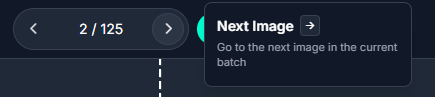 2 / 125
Next Image →
Go to the next image in the current
batch